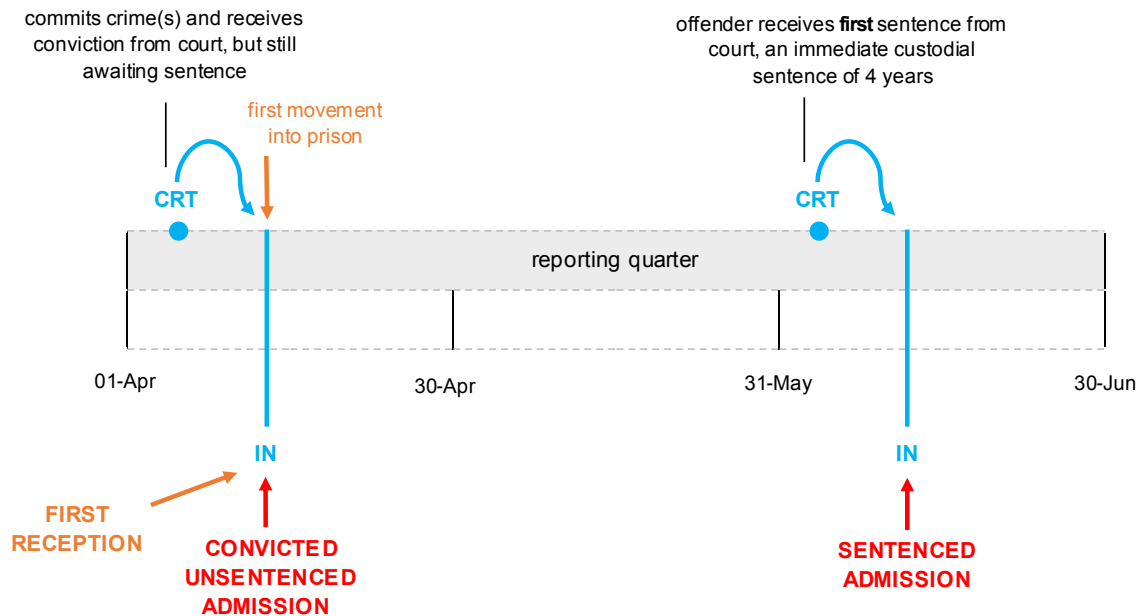 commits crime(s) and receives
conviction from court, but still
awaiting sentence
offender receives first sentence from
court, an immediate custodial
sentence of 4 years
first movement
into prison
CRT
CRT
reporting quarter
01-Apr
30-Apr
31-May
30-Jun
IN
IN
FIRST
RECEPTION
CONVICTED
UNSENTENCED
ADMISSION
SENTENCED
ADMISSION